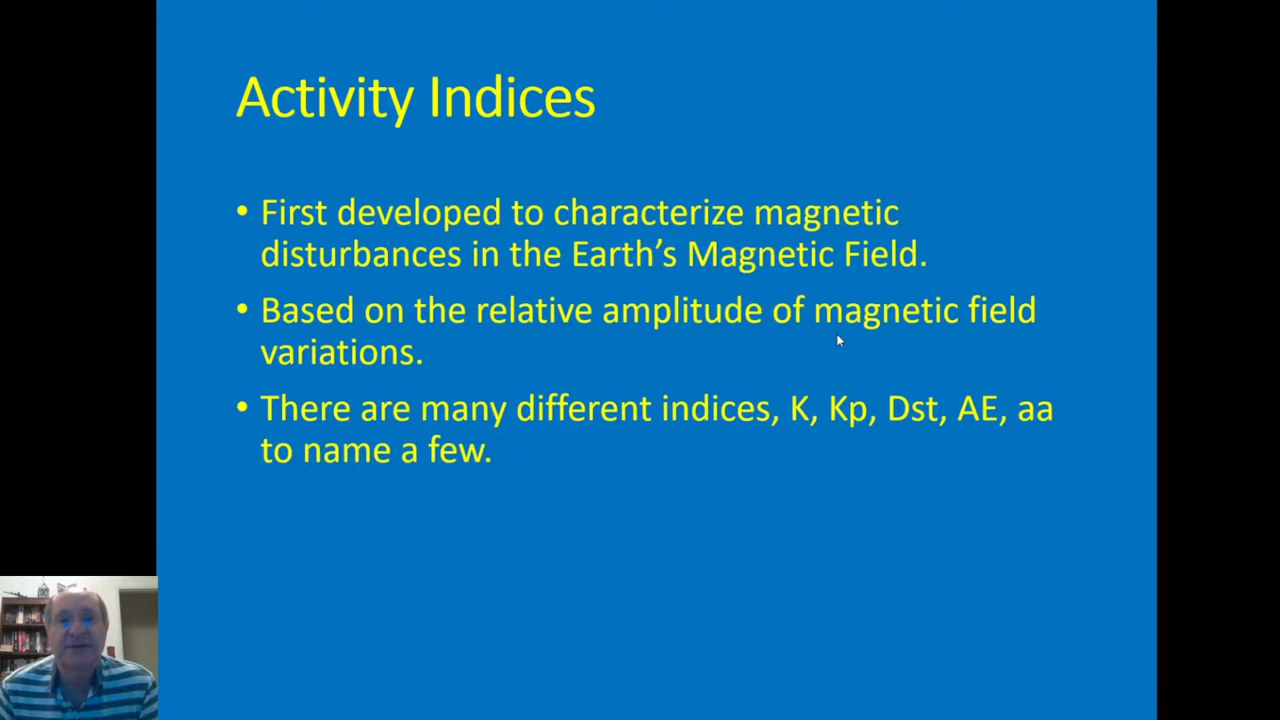 Activity Indices
• First developed to characterize magnetic
disturbances in the Earth’s Magnetic Field.
• Based on the relative amplitude of magnetic field
variations.
• There are many different indices, K, Kp, Dst, AE, aa
to name a few.